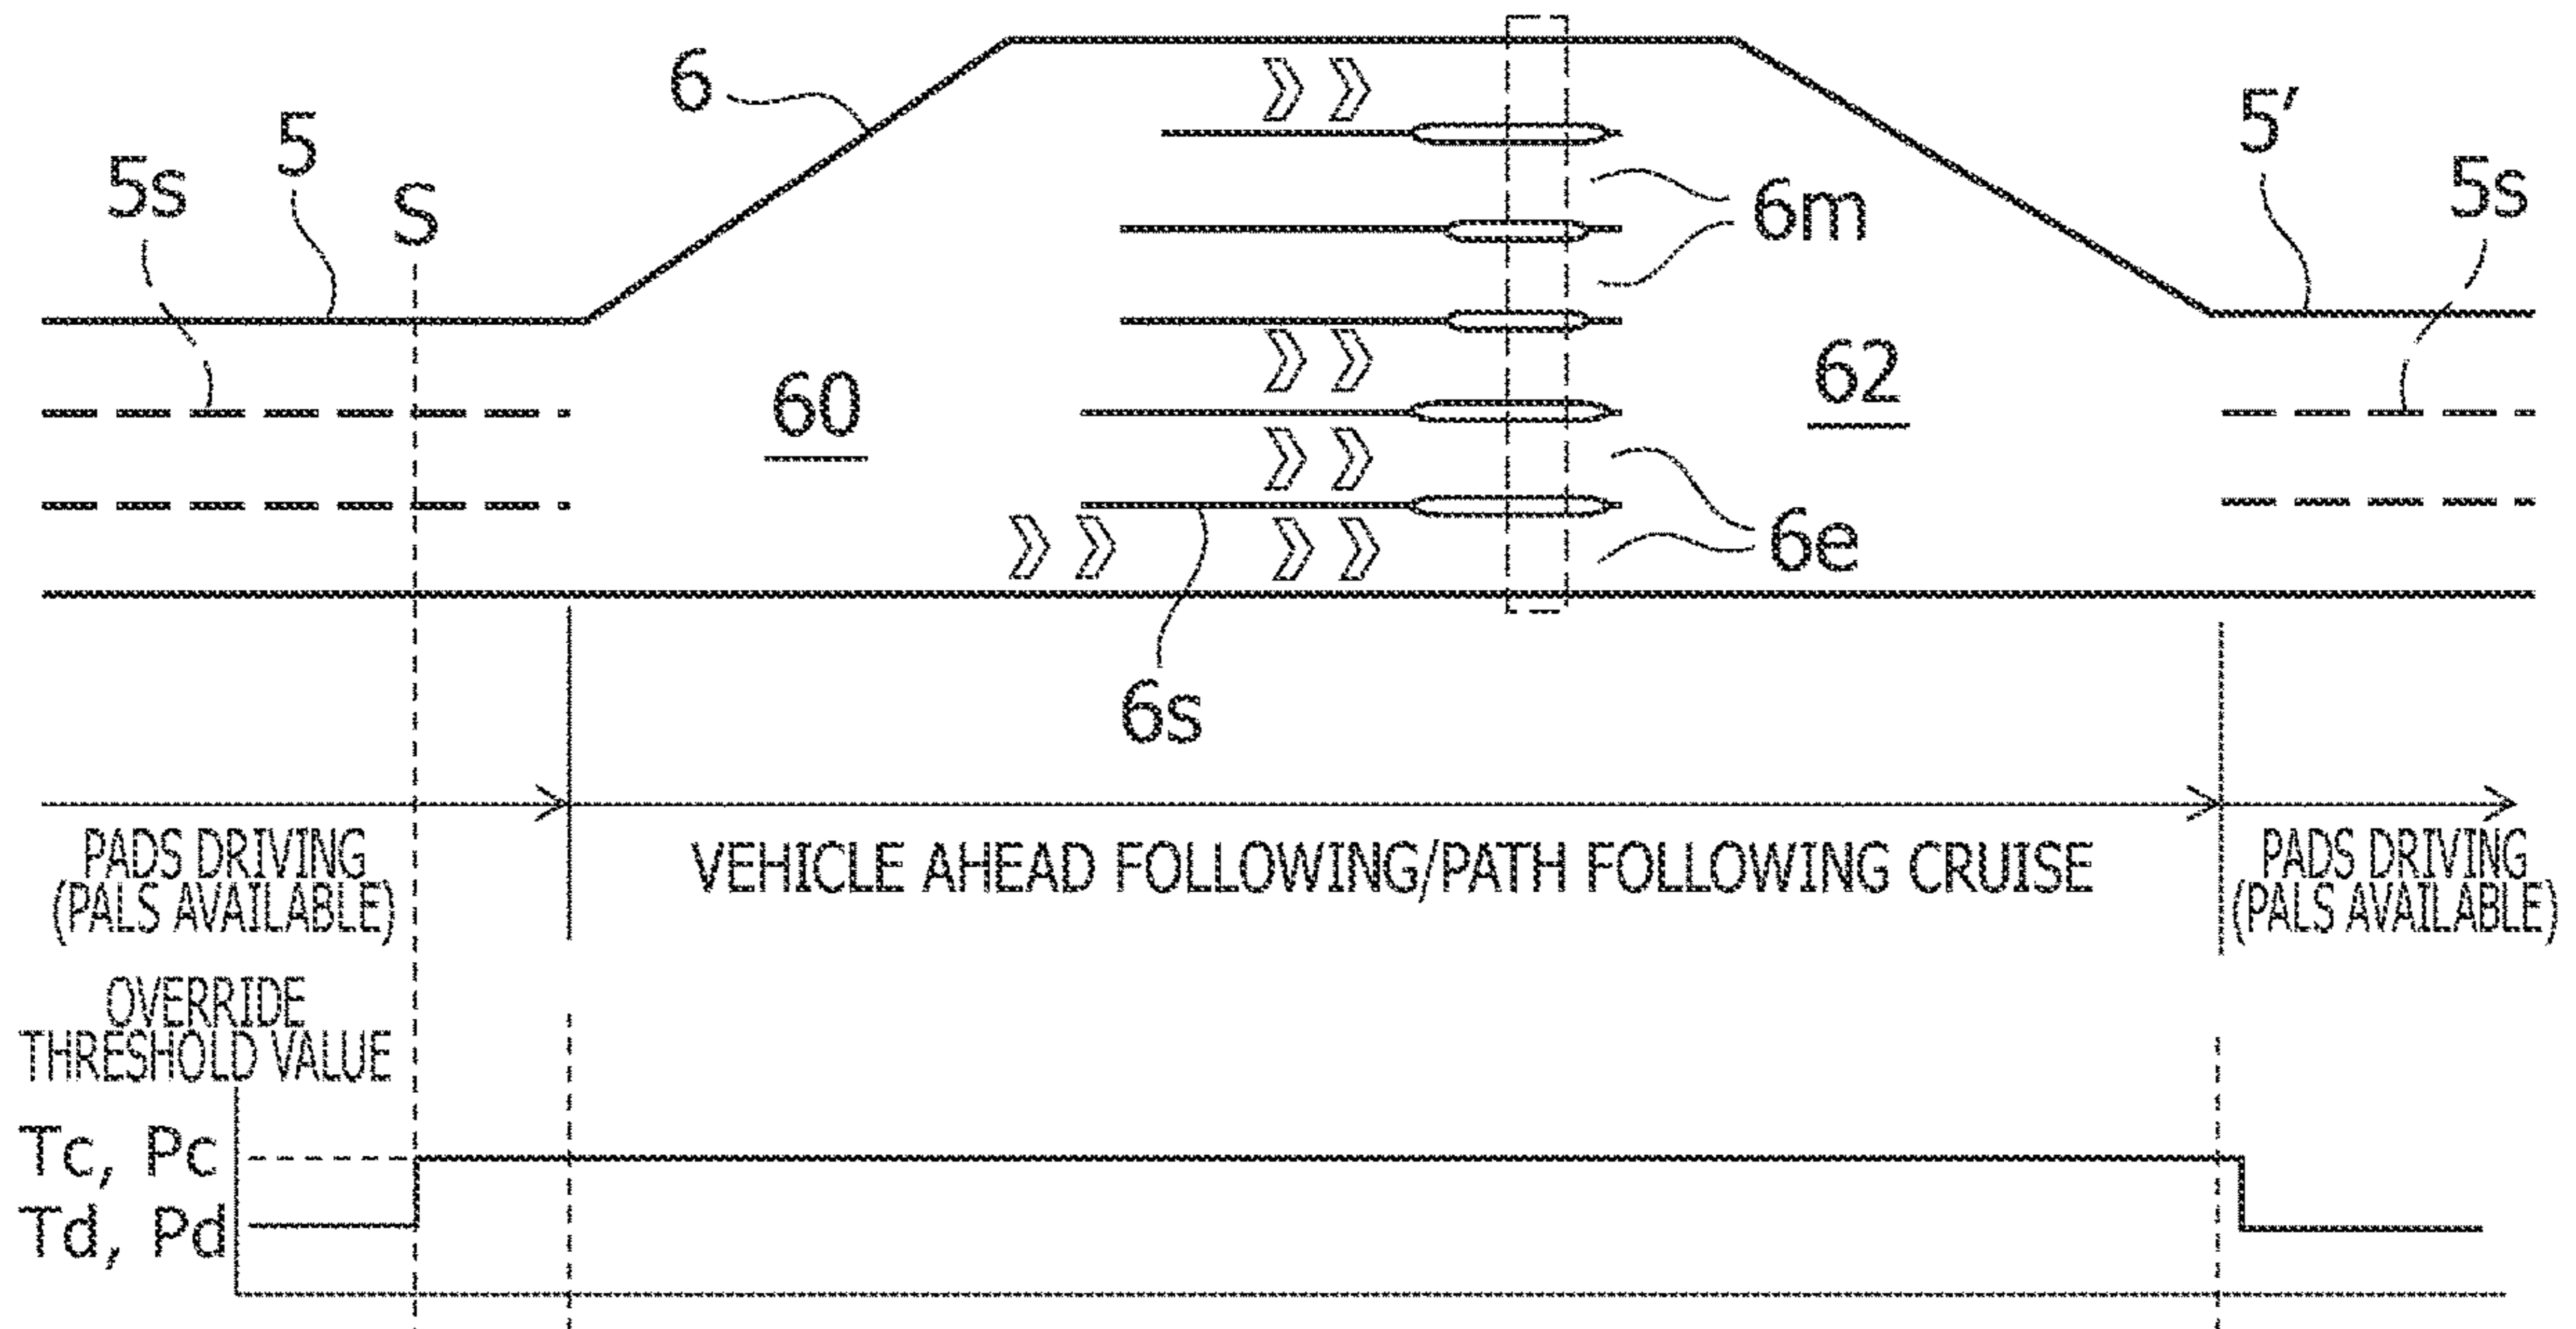 6
5
5s
S
5'
5s
6m
60
62
6e
6s
PADS DRIVING
(PALS AVAILABLE)
VEHICLE AHEAD FOLLOWING/PATH FOLLOWING CRUISE
PADS DRIVING
(PALS AVAILABLE)
OVERRIDE
THRESHOLD VALUE
Tc, Pc
Td, Pd